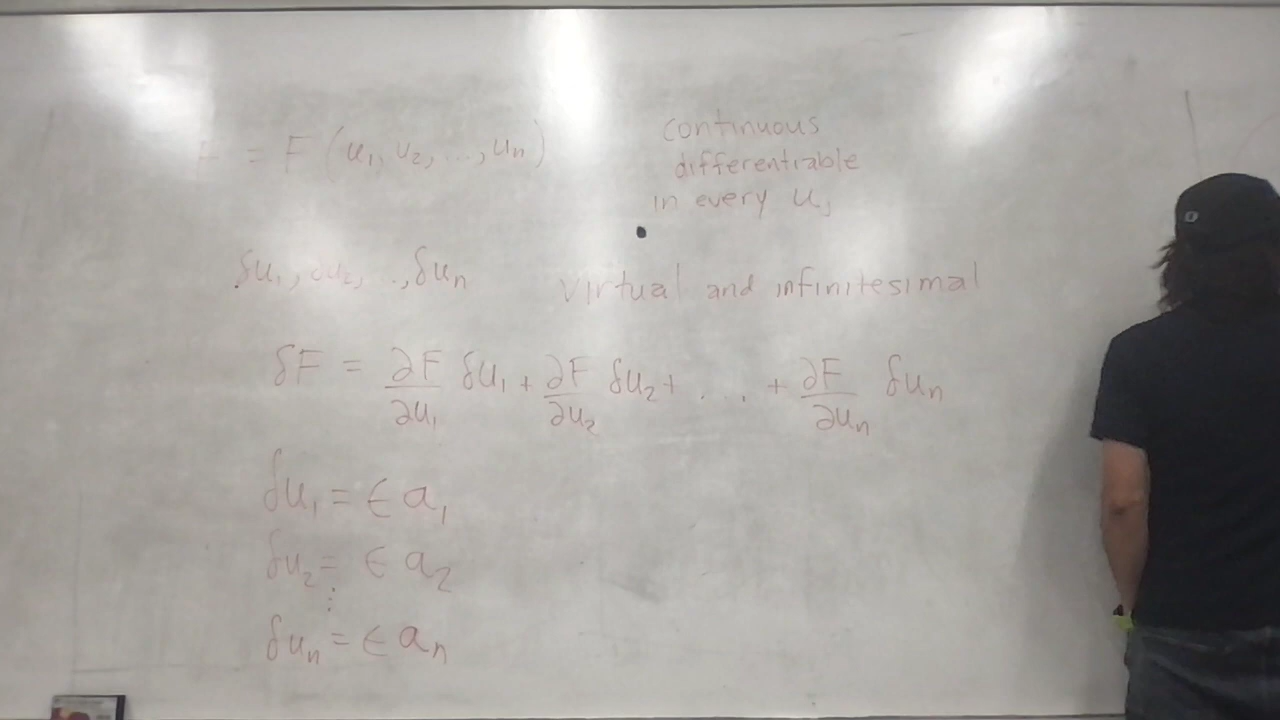 F = F(u₁, u₂, ..., uₙ)
continuous
differentiable
in every uⱼ
δu₁, δu₂, ..., δuₙ
virtual and infinitesimal
δF = ∂F/∂u₁ δu₁ + ∂F/∂u₂ δu₂ + ... + ∂F/∂uₙ δuₙ
δu₁ = ϵ a₁
δu₂ = ϵ a₂
⋮
δuₙ = ϵ aₙ